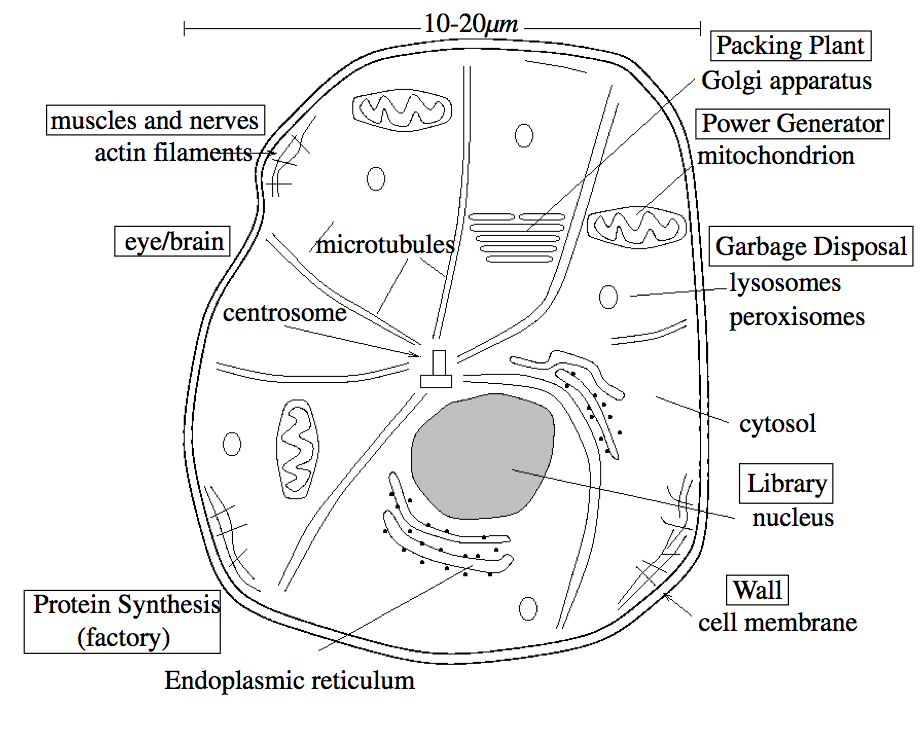 10-20μm
Packing Plant
Golgi apparatus
Power Generator
mitochondrion
muscles and nerves
actin filaments
eye/brain
microtubules
Garbage Disposal
lysosomes
peroxisomes
centrosome
cytosol
Library
nucleus
Wall
cell membrane
Protein Synthesis
(factory)
Endoplasmic reticulum